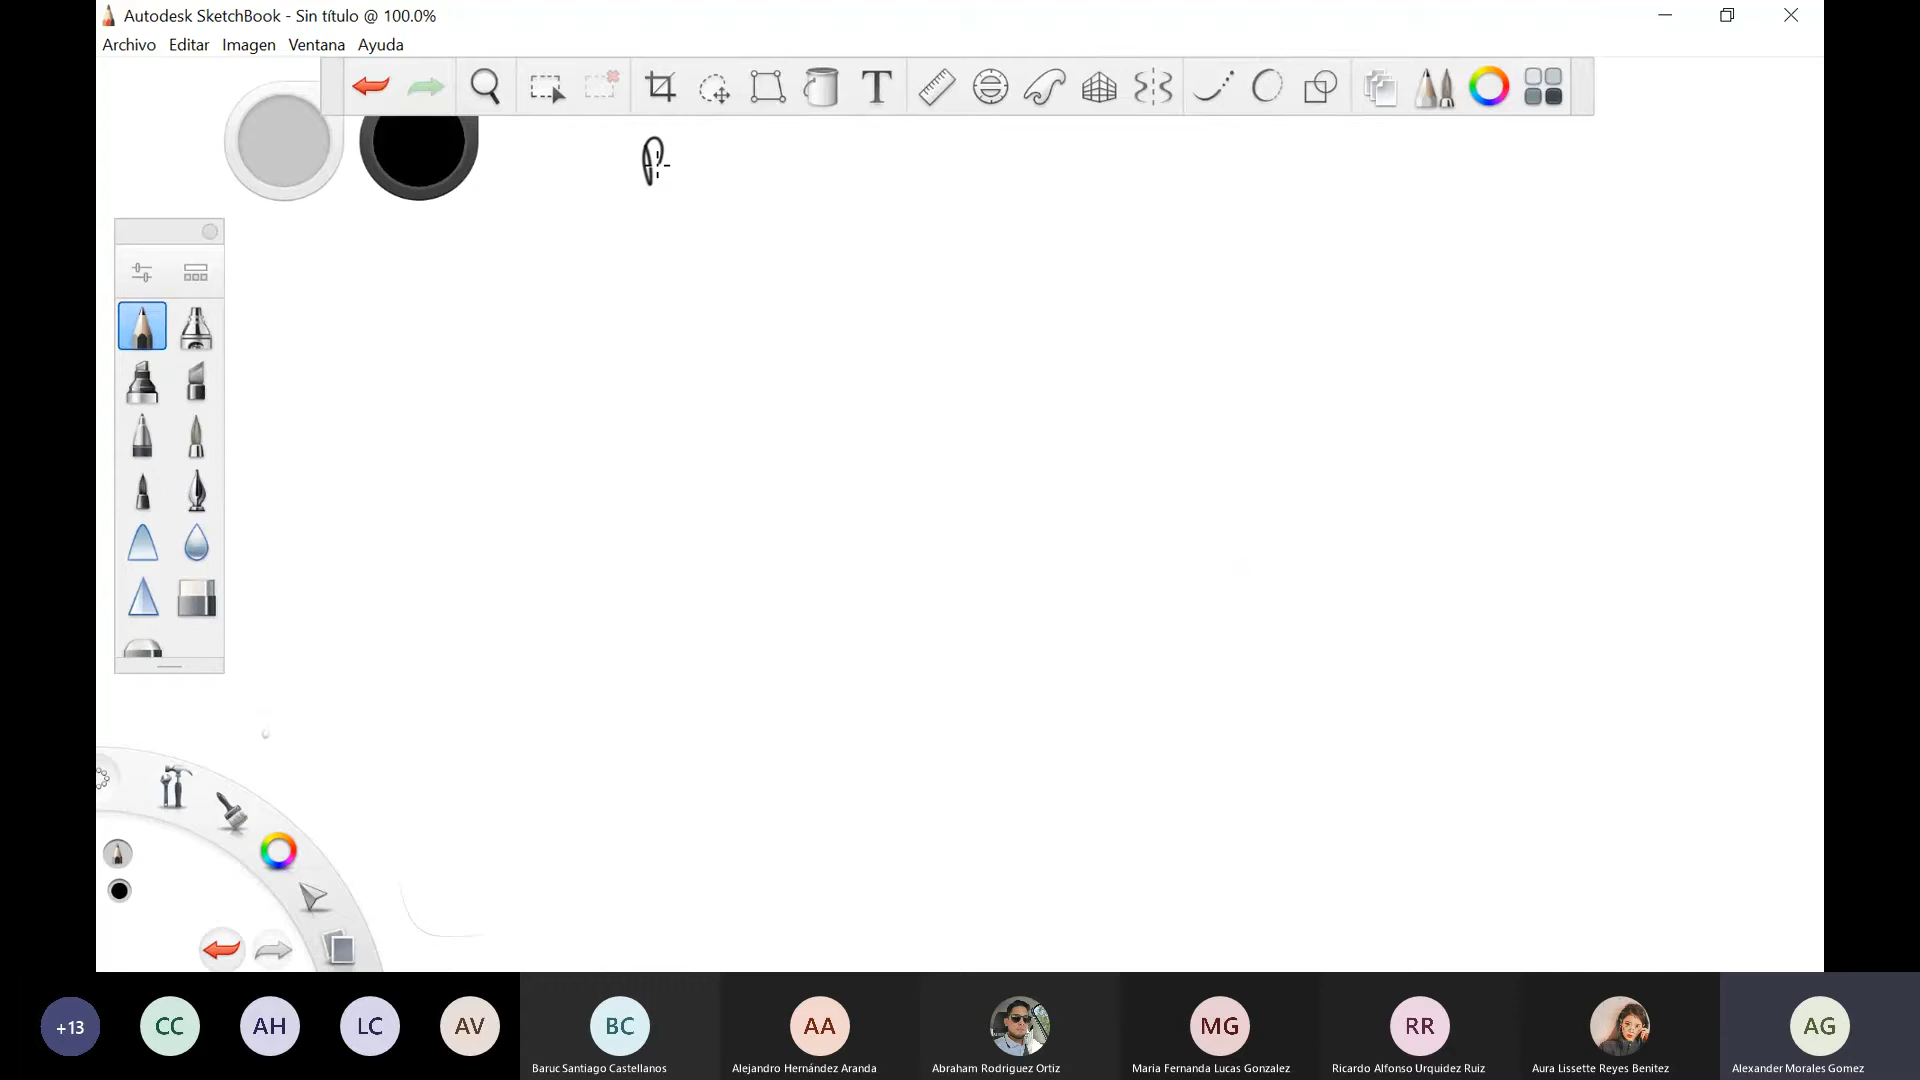 Autodesk SketchBook - Sin título @ 100.0%
Archivo Editar Imagen Ventana Ayuda
T
+13 CC AH LC AV BC AA MG RR AG
Baruc Santiago Castellanos Alejandro Hernández Aranda Abraham Rodriguez Ortiz Maria Fernanda Lucas Gonzalez Ricardo Alfonso Urquidez Ruiz Aura Lissette Reyes Benitez Alexander Morales Gomez